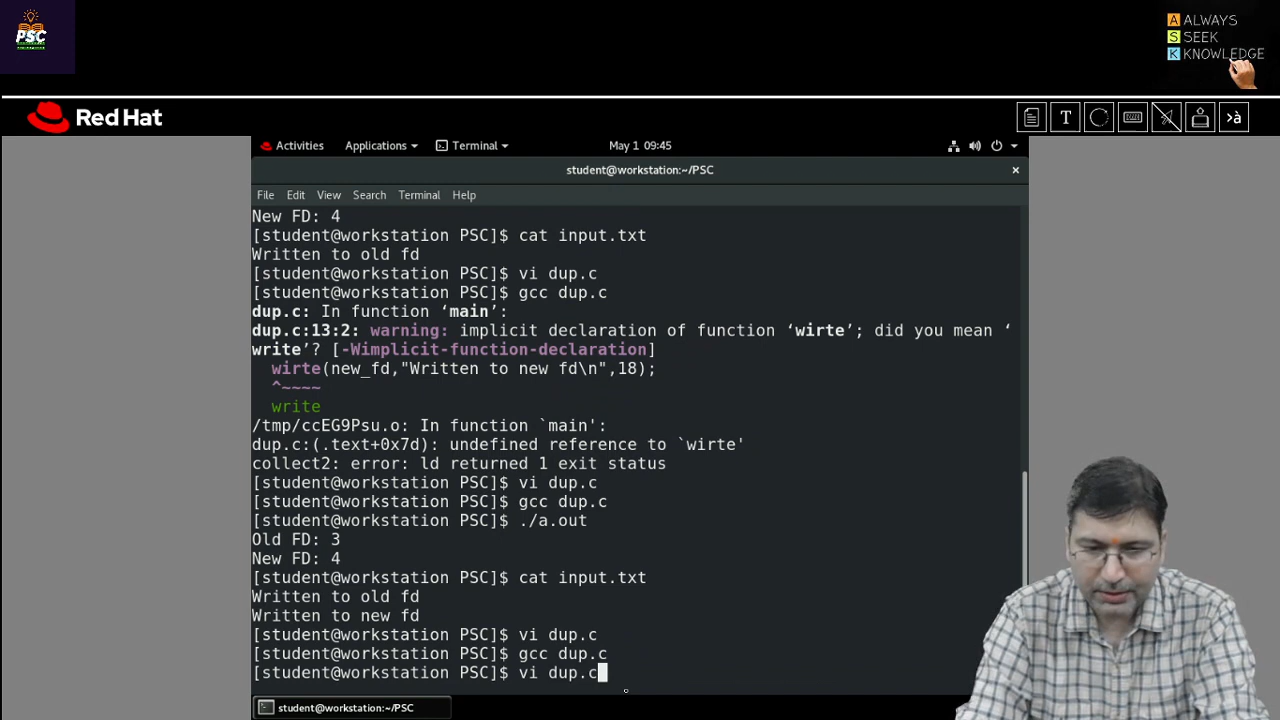 PSC
A ALWAYS
S SEEK
K KNOWLEDGE
Red Hat
T
>à
Activities Applications Terminal May 1 09:45
student@workstation:~/PSC ×
File Edit View Search Terminal Help
New FD: 4
[student@workstation PSC]$ cat input.txt
Written to old fd
[student@workstation PSC]$ vi dup.c
[student@workstation PSC]$ gcc dup.c
dup.c: In function ‘main’:
dup.c:13:2: warning: implicit declaration of function ‘wirte’; did you mean ‘
write’? [-Wimplicit-function-declaration]
wirte(new_fd,"Written to new fd\n",18);
^~~~~
write
/tmp/ccEG9Psu.o: In function `main':
dup.c:(.text+0x7d): undefined reference to `wirte'
collect2: error: ld returned 1 exit status
[student@workstation PSC]$ vi dup.c
[student@workstation PSC]$ gcc dup.c
[student@workstation PSC]$ ./a.out
Old FD: 3
New FD: 4
[student@workstation PSC]$ cat input.txt
Written to old fd
Written to new fd
[student@workstation PSC]$ vi dup.c
[student@workstation PSC]$ gcc dup.c
[student@workstation PSC]$ vi dup.c
student@workstation:~/PSC